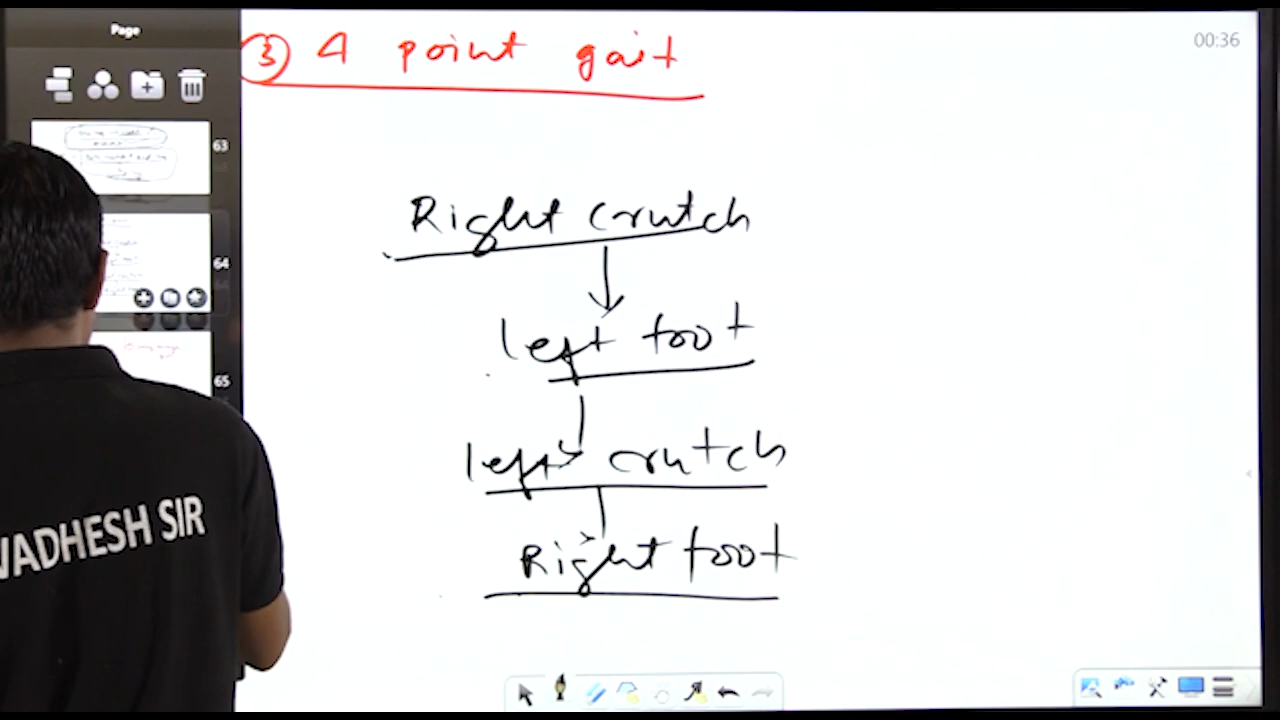 Page
00:36
③ 4 point gait
63
Right crutch
64
left foot
65
left crutch
Right foot
VADHESH SIR